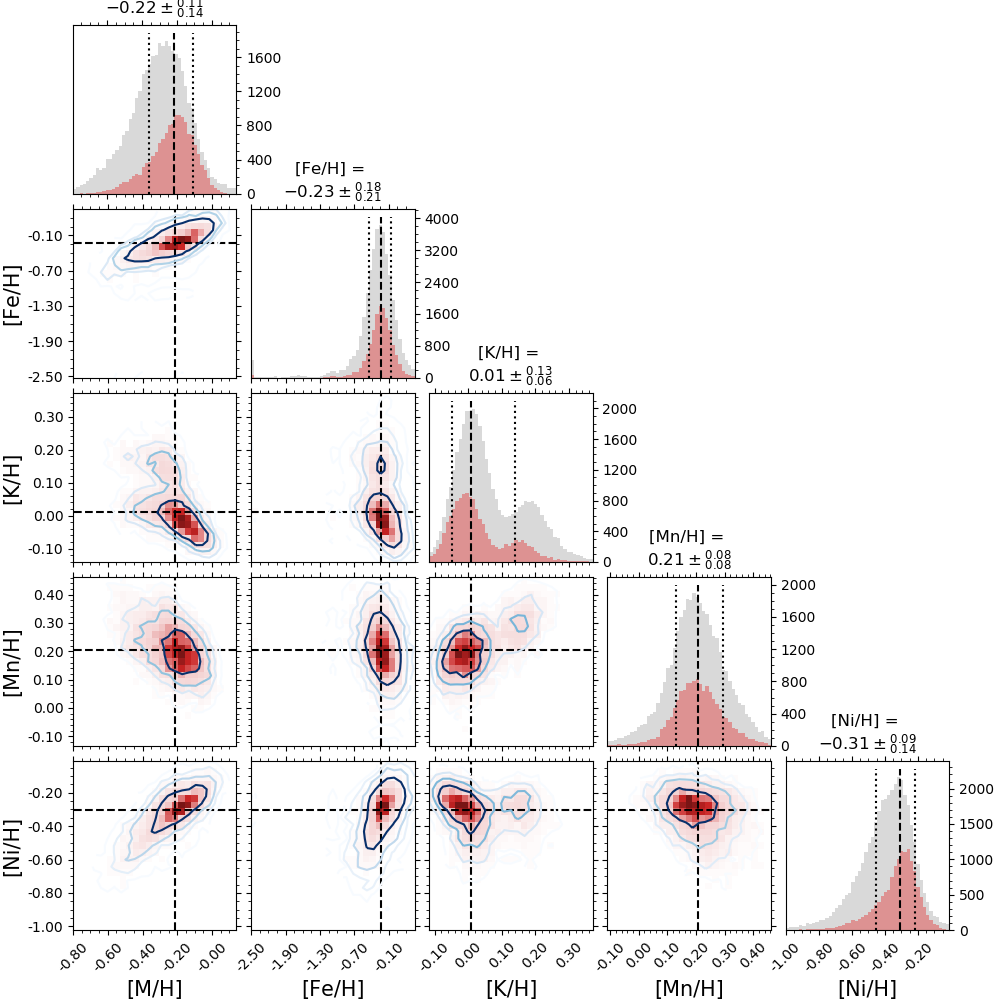 −0.22 ± 0.11 0.14
1600
1200
800
400
0
[Fe/H] =
−0.23 ± 0.18 0.21
-0.10
-0.70
-1.30
-1.90
-2.50
[Fe/H]
4000
3200
2400
1600
800
0
[K/H] =
0.01 ± 0.13 0.06
0.30
0.20
0.10
0.00
-0.10
[K/H]
2000
1600
1200
800
400
0
[Mn/H] =
0.21 ± 0.08 0.08
0.40
0.30
0.20
0.10
0.00
-0.10
[Mn/H]
2000
1600
1200
800
400
0
[Ni/H] =
−0.31 ± 0.09 0.14
-0.20
-0.40
-0.60
-0.80
-1.00
[Ni/H]
2000
1500
1000
500
0
-0.80 -0.60 -0.40 -0.20 0.00
-2.50 -1.90 -1.30 -0.70 -0.10
-0.10 0.00 0.10 0.20 0.30
-0.10 0.00 0.10 0.20 0.30 0.40
-1.00 -0.80 -0.60 -0.40 -0.20
[M/H] [Fe/H] [K/H] [Mn/H] [Ni/H]